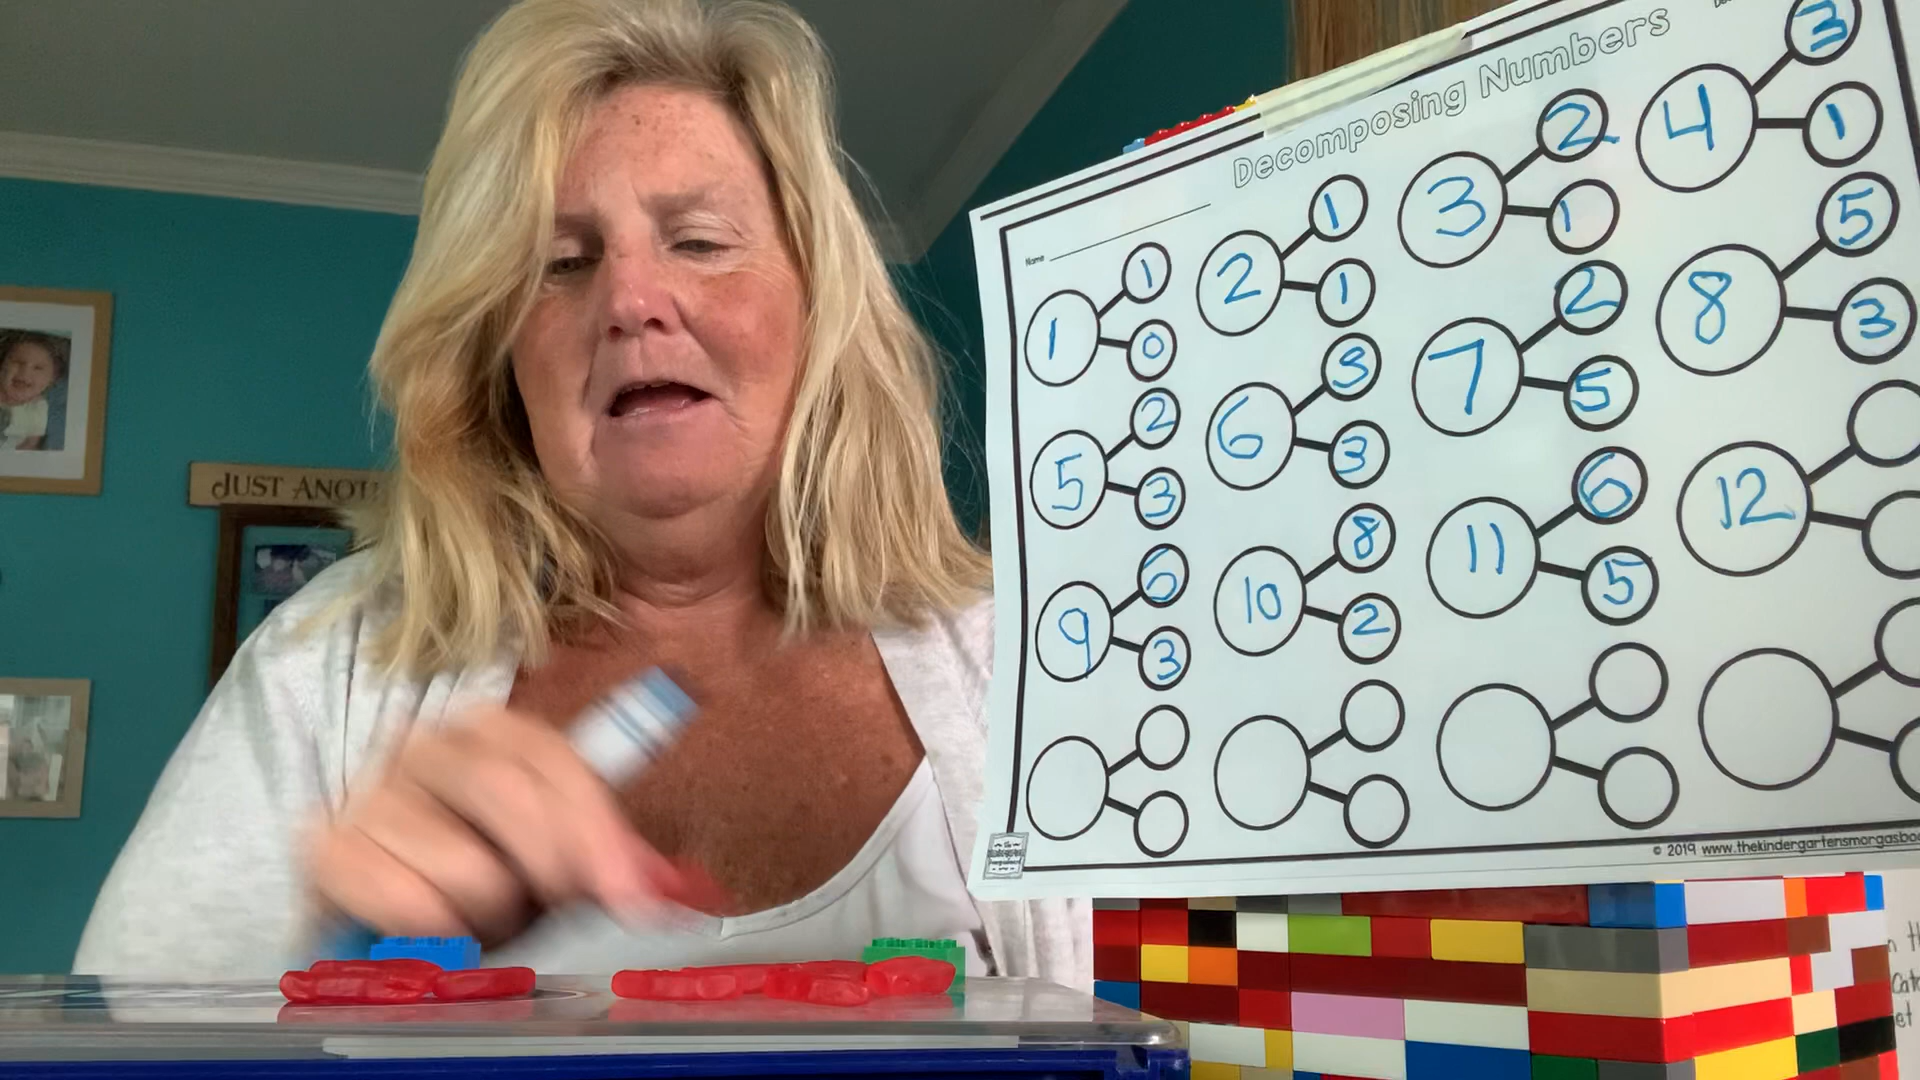 Decomposing Numbers
Name
1 1 0
2 1 1
3 2 1
4 3 1
5 2 3
6 3 3
7 2 5
8 5 3
9 6 3
10 8 2
11 6 5
12
© 2019 www.thekindergartensmorgasbo
JUST ANOT